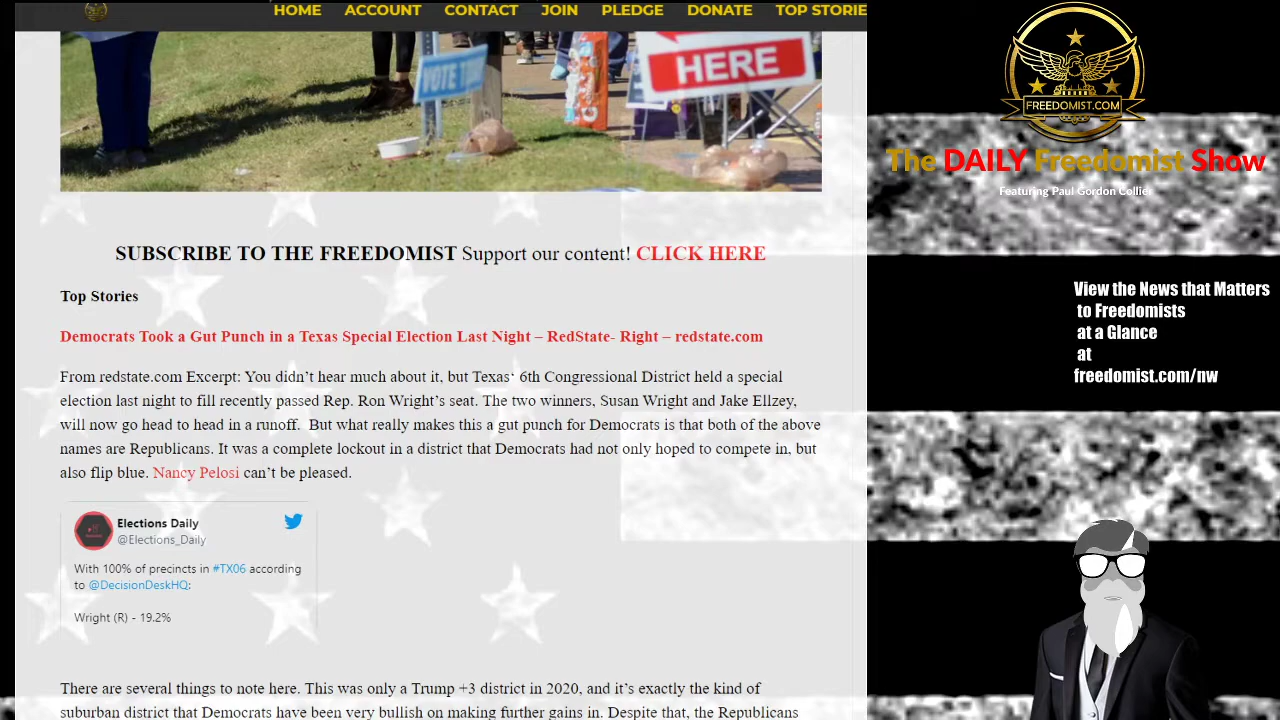 HOME ACCOUNT CONTACT JOIN PLEDGE DONATE TOP STORIE
VOTE
HERE
SUBSCRIBE TO THE FREEDOMIST Support our content! CLICK HERE
Top Stories
Democrats Took a Gut Punch in a Texas Special Election Last Night – RedState- Right – redstate.com
From redstate.com Excerpt: You didn’t hear much about it, but Texas‘ 6th Congressional District held a special
election last night to fill recently passed Rep. Ron Wright’s seat. The two winners, Susan Wright and Jake Ellzey,
will now go head to head in a runoff. But what really makes this a gut punch for Democrats is that both of the above
names are Republicans. It was a complete lockout in a district that Democrats had not only hoped to compete in, but
also flip blue. Nancy Pelosi can’t be pleased.
Elections Daily
@Elections_Daily
With 100% of precincts in #TX06 according
to @DecisionDeskHQ:
Wright (R) - 19.2%
There are several things to note here. This was only a Trump +3 district in 2020, and it’s exactly the kind of
suburban district that Democrats have been very bullish on making further gains in. Despite that, the Republicans
FREEDOMIST.COM
The DAILY Freedomist Show
Featuring Paul Gordon Collier
View the News that Matters
to Freedomists
at a Glance
at
freedomist.com/nw